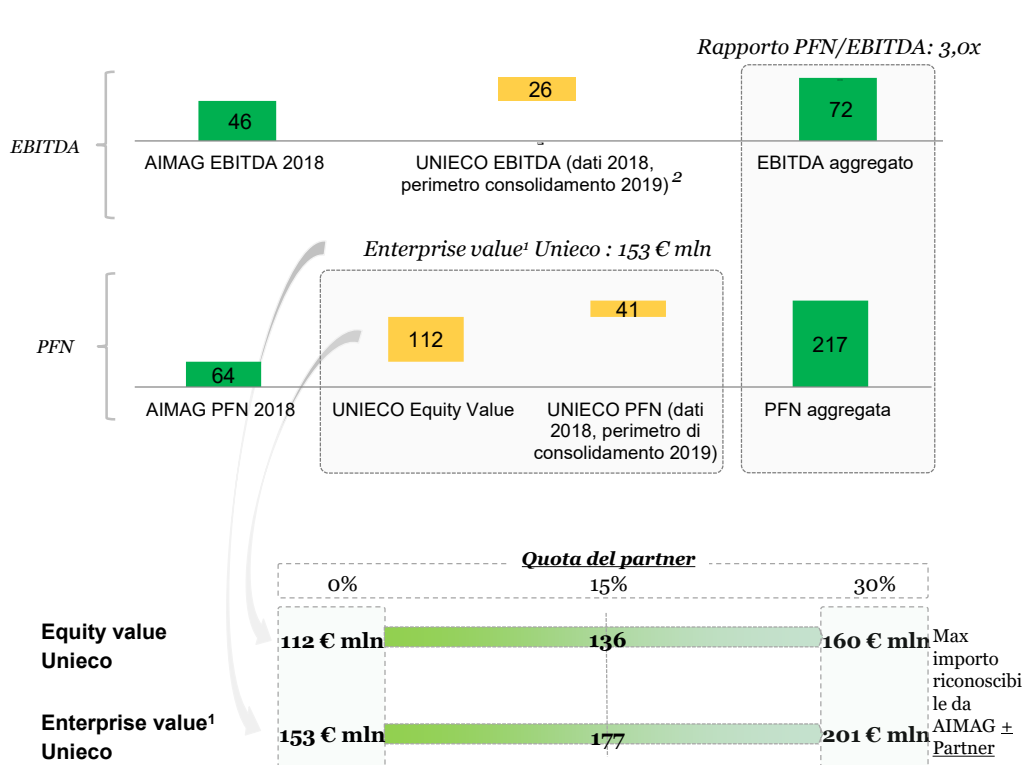 Rapporto PFN/EBITDA: 3,0x
EBITDA
46
26
72
AIMAG EBITDA 2018
UNIECO EBITDA (dati 2018,
perimetro consolidamento 2019) 2
EBITDA aggregato
Enterprise value¹ Unieco : 153 € mln
PFN
64
112
41
217
AIMAG PFN 2018
UNIECO Equity Value
UNIECO PFN (dati
2018, perimetro di
consolidamento 2019)
PFN aggregata
Quota del partner
0%
15%
30%
Equity value
Unieco
112 € mln
136
160 € mln
Enterprise value¹
Unieco
153 € mln
177
201 € mln
Max
importo
riconoscibi
le da
AIMAG +
Partner